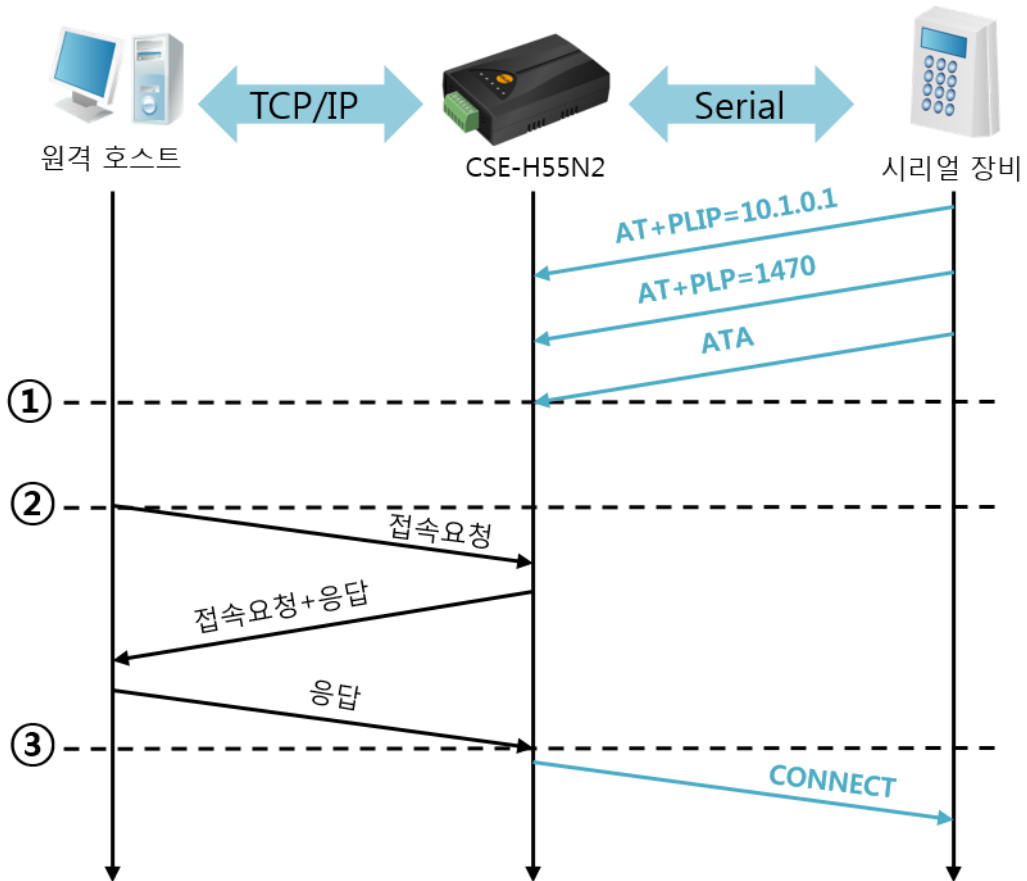 TCP/IP
Serial
원격 호스트
CSE-H55N2
시리얼 장비
AT+PLIP=10.1.0.1
AT+PLP=1470
ATA
①
②
접속요청
접속요청+응답
응답
③
CONNECT